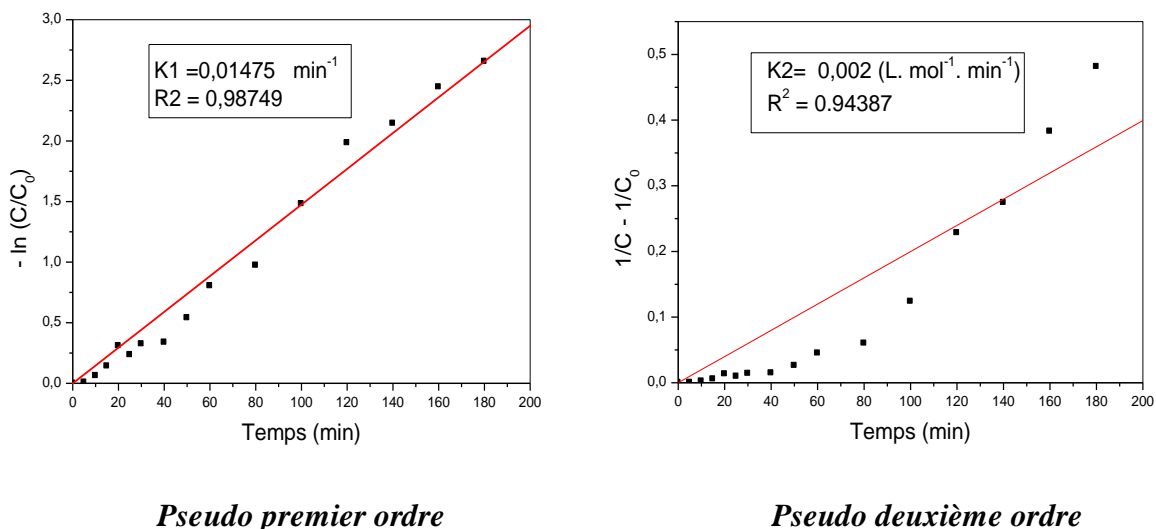 K1 =0,01475 min⁻¹
R2 = 0,98749
- ln (C/C₀)
3,0
2,5
2,0
1,5
1,0
0,5
0,0
0 20 40 60 80 100 120 140 160 180 200
Temps (min)
Pseudo premier ordre
K2= 0,002 (L. mol⁻¹. min⁻¹)
R² = 0.94387
1/C - 1/C₀
0,5
0,4
0,3
0,2
0,1
0,0
0 20 40 60 80 100 120 140 160 180 200
Temps (min)
Pseudo deuxième ordre